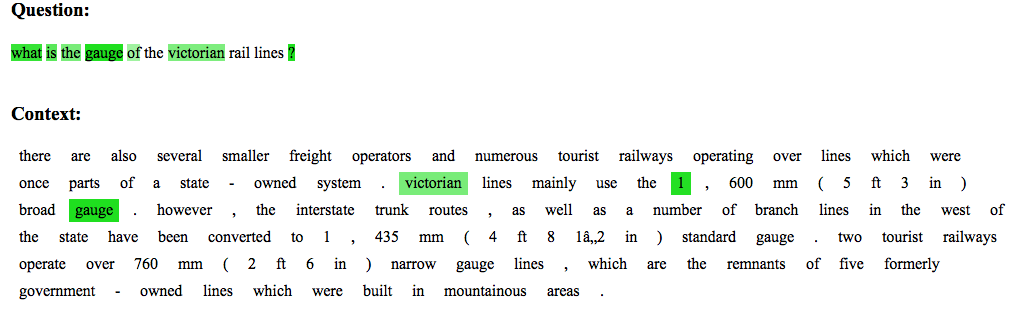 Question:
what is the gauge of the victorian rail lines ?
Context:
there are also several smaller freight operators and numerous tourist railways operating over lines which were
once parts of a state - owned system . victorian lines mainly use the 1 , 600 mm ( 5 ft 3 in )
broad gauge . however , the interstate trunk routes , as well as a number of branch lines in the west of
the state have been converted to 1 , 435 mm ( 4 ft 8 1â„2 in ) standard gauge . two tourist railways
operate over 760 mm ( 2 ft 6 in ) narrow gauge lines , which are the remnants of five formerly
government - owned lines which were built in mountainous areas .